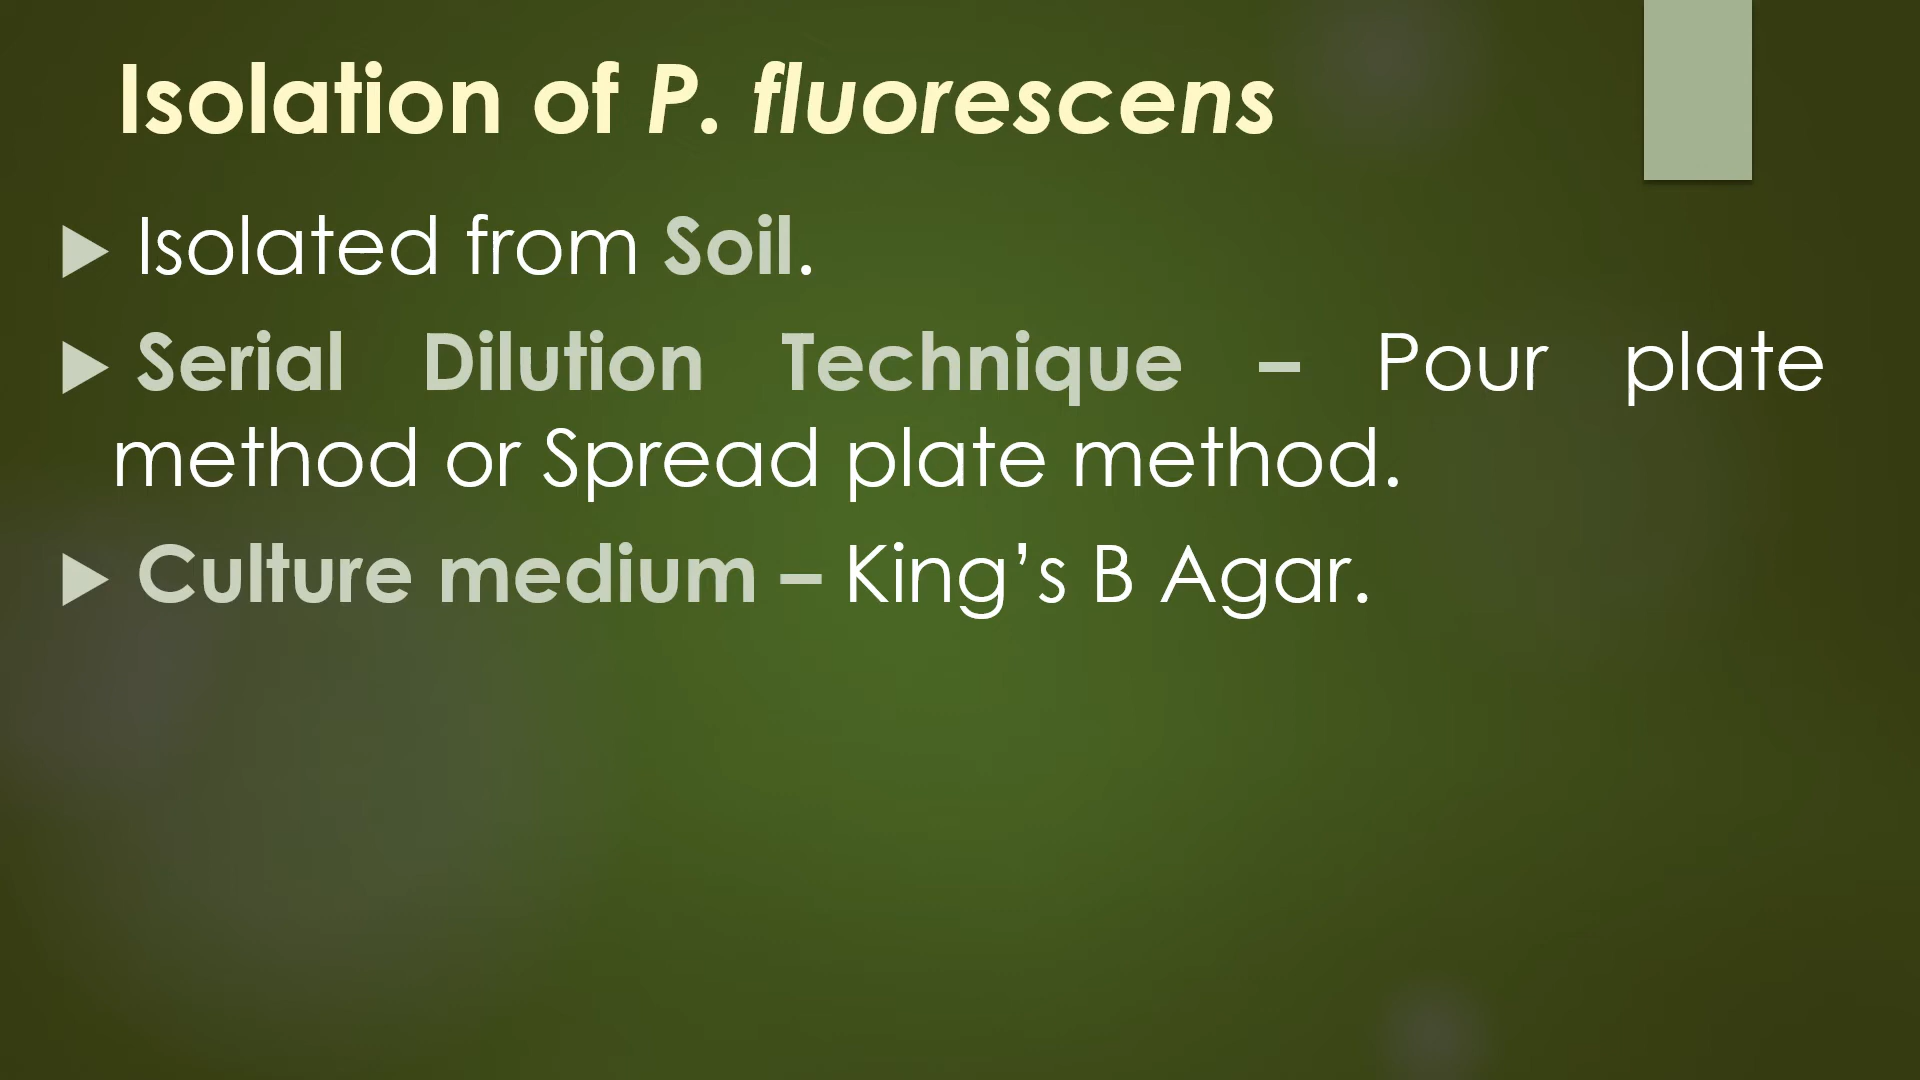 Isolation of P. fluorescens
Isolated from Soil.
Serial Dilution Technique – Pour plate
method or Spread plate method.
Culture medium – King’s B Agar.